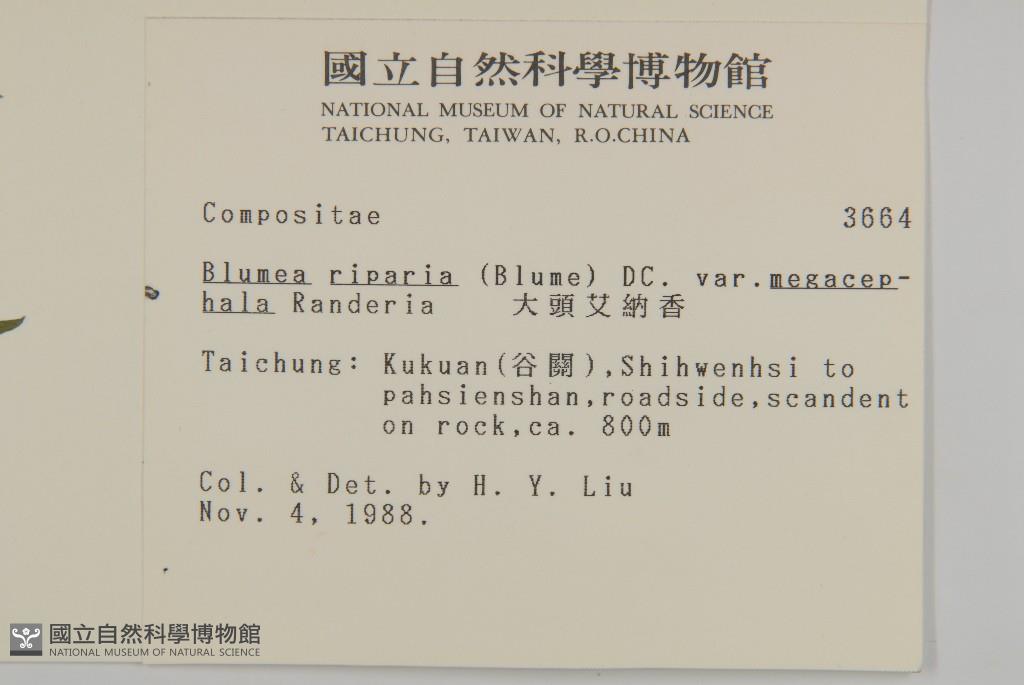 國立自然科學博物館
NATIONAL MUSEUM OF NATURAL SCIENCE
TAICHUNG, TAIWAN, R.O.CHINA
Compositae 3664
Blumea riparia (Blume) DC. var.megacep-
hala Randeria 大頭艾納香
Taichung: Kukuan(谷關),Shihwenhsi to
pahsienshan,roadside,scandent
on rock,ca. 800m
Col. & Det. by H. Y. Liu
Nov. 4, 1988.
國立自然科學博物館
NATIONAL MUSEUM OF NATURAL SCIENCE